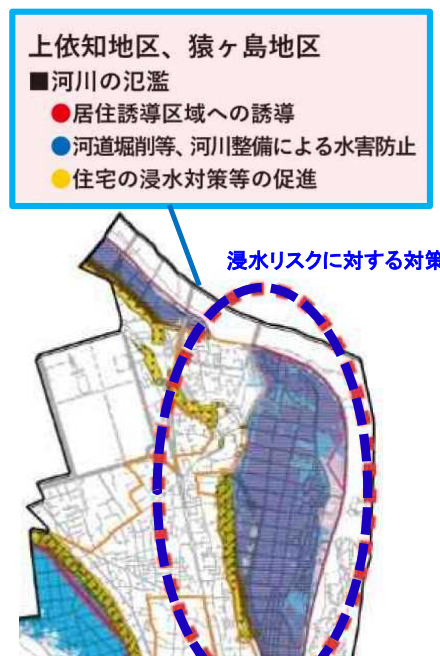 上依知地区、猿ヶ島地区
■河川の氾濫
●居住誘導区域への誘導
●河道堀削等、河川整備による水害防止
●住宅の浸水対策等の促進
浸水リスクに対する対策